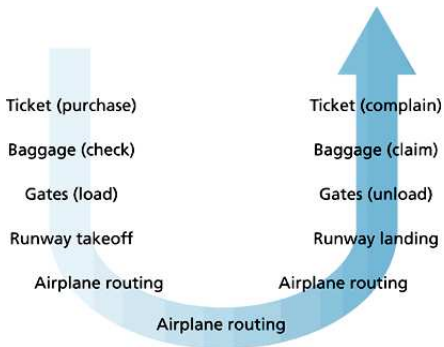 Ticket (purchase)
Baggage (check)
Gates (load)
Runway takeoff
Airplane routing
Airplane routing
Airplane routing
Runway landing
Gates (unload)
Baggage (claim)
Ticket (complain)